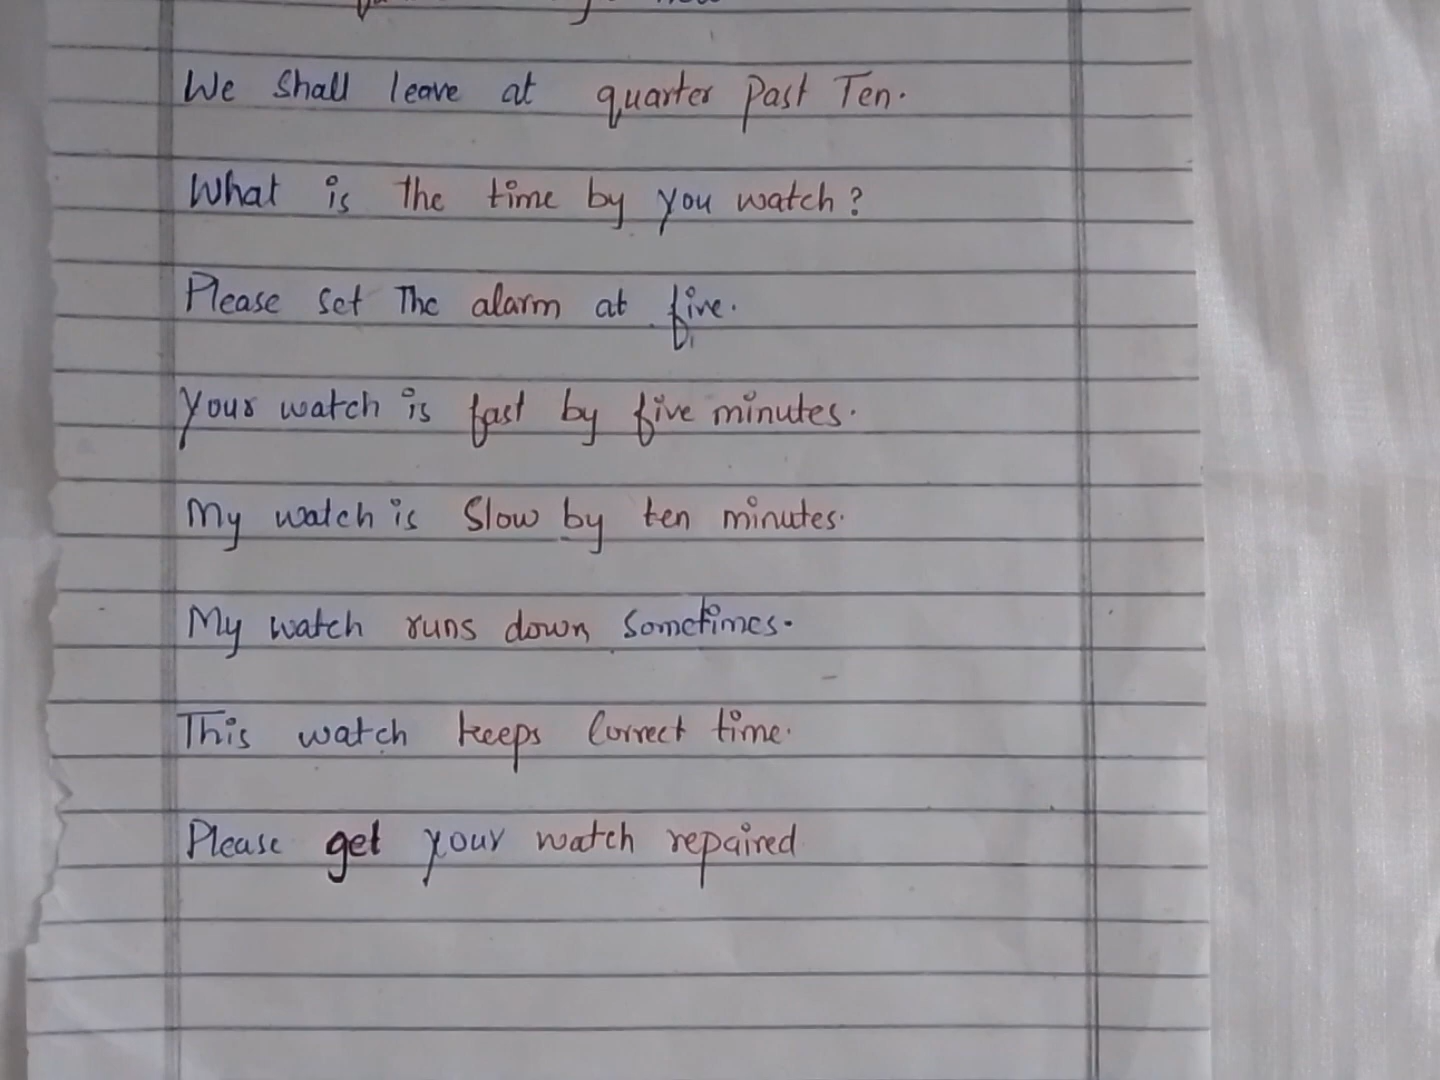 We shall leave at quarter Past Ten.
What is the time by you watch?
Please set The alarm at five.
Your watch is fast by five minutes.
My watch is Slow by ten minutes.
My watch runs down sometimes.
This watch keeps Correct time.
Please get your watch repaired